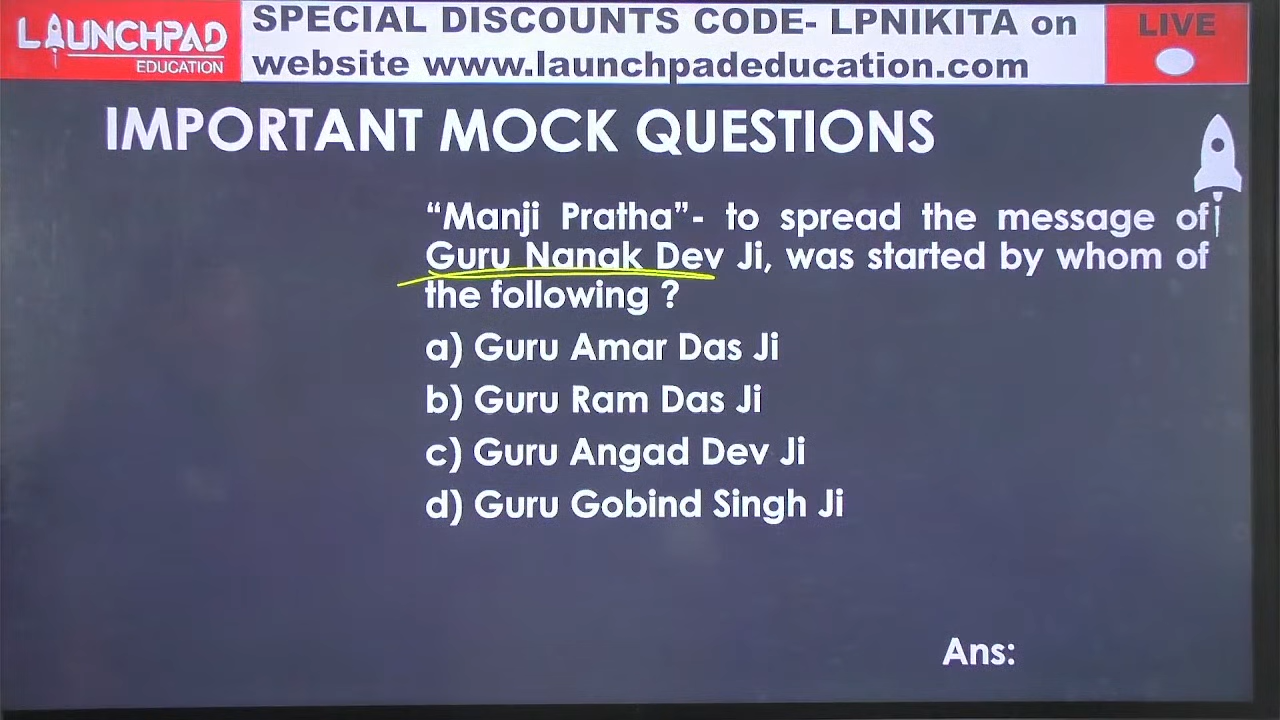 LAUNCHPAD
EDUCATION
SPECIAL DISCOUNTS CODE- LPNIKITA on
website www.launchpadeducation.com
LIVE
IMPORTANT MOCK QUESTIONS
“Manji Pratha”- to spread the message of
Guru Nanak Dev Ji, was started by whom of
the following ?
a) Guru Amar Das Ji
b) Guru Ram Das Ji
c) Guru Angad Dev Ji
d) Guru Gobind Singh Ji
Ans: